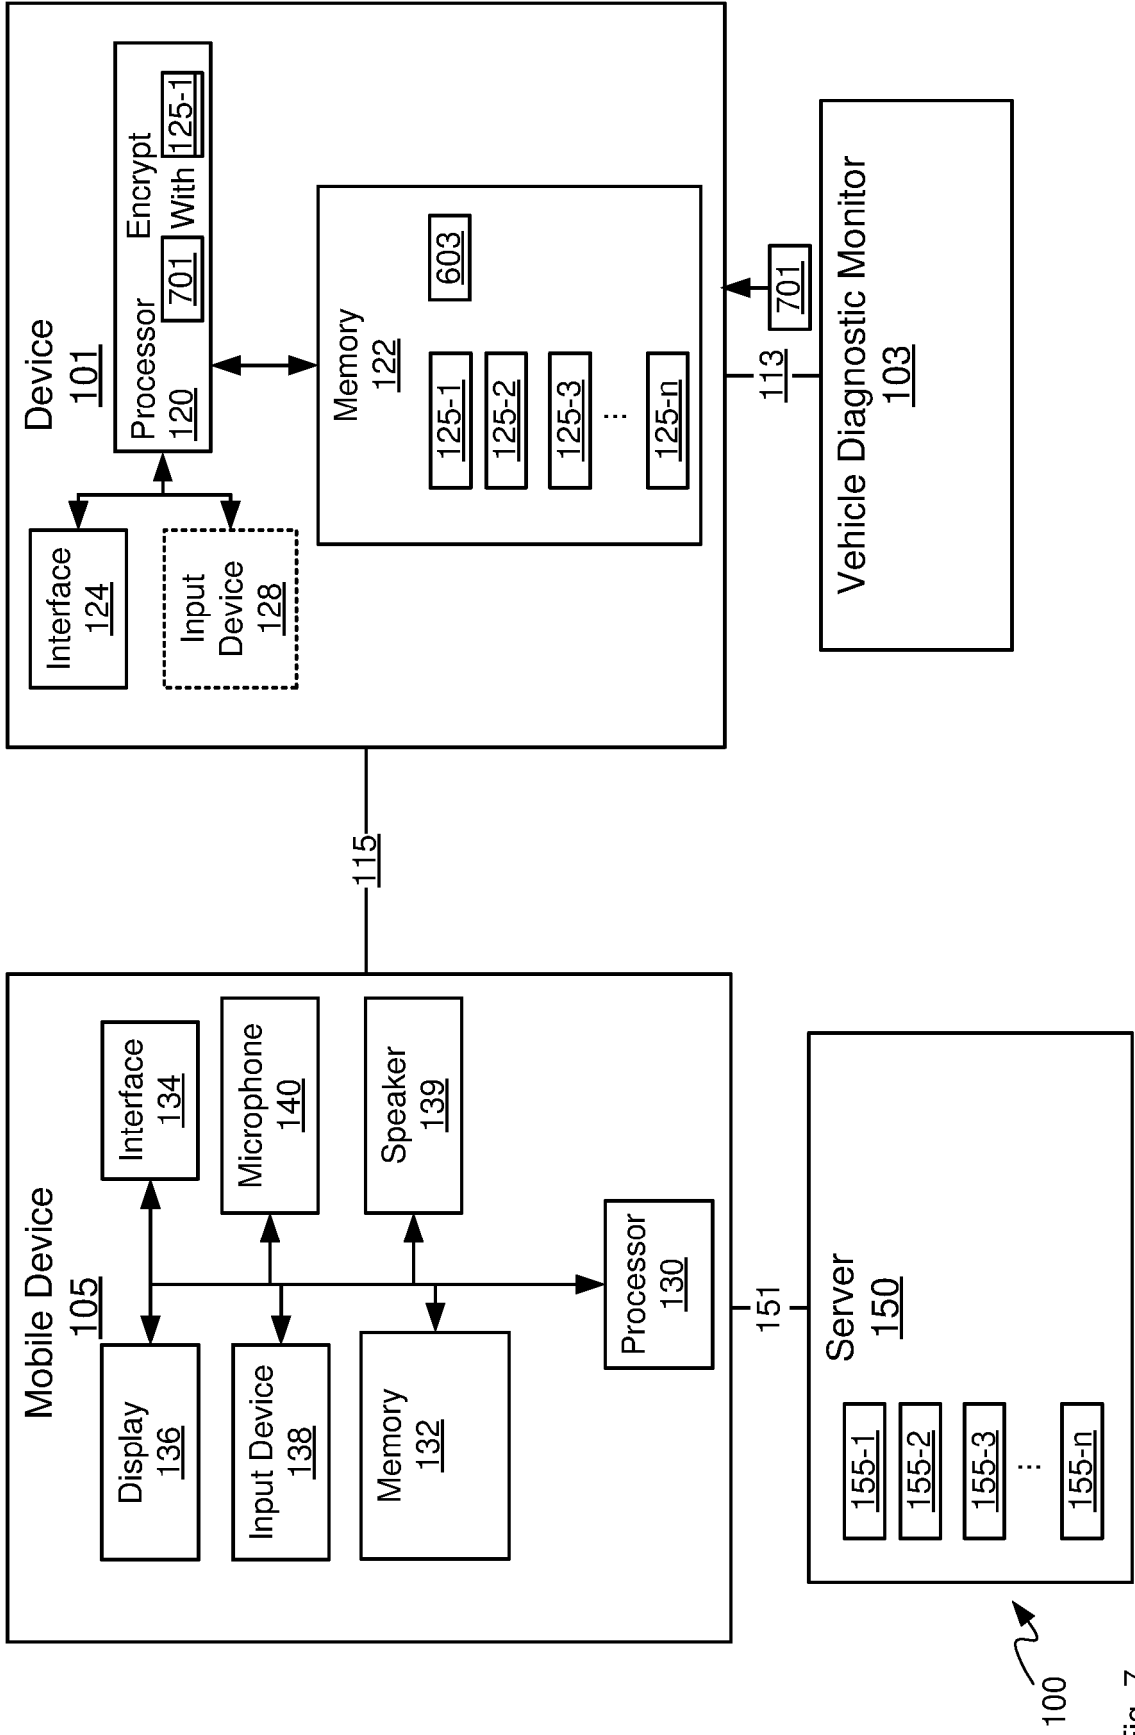 Mobile Device
105
Display
136
Interface
134
Input Device
138
Microphone
140
Memory
132
Speaker
139
Processor
130
115
Device
101
Interface
124
Input
Device
128
Processor
120
Encrypt
701 With 125-1
Memory
122
125-1
125-2
125-3
...
125-n
603
151
113
701
Server
150
155-1
155-2
155-3
...
155-n
Vehicle Diagnostic Monitor
103
100
Fig. 7